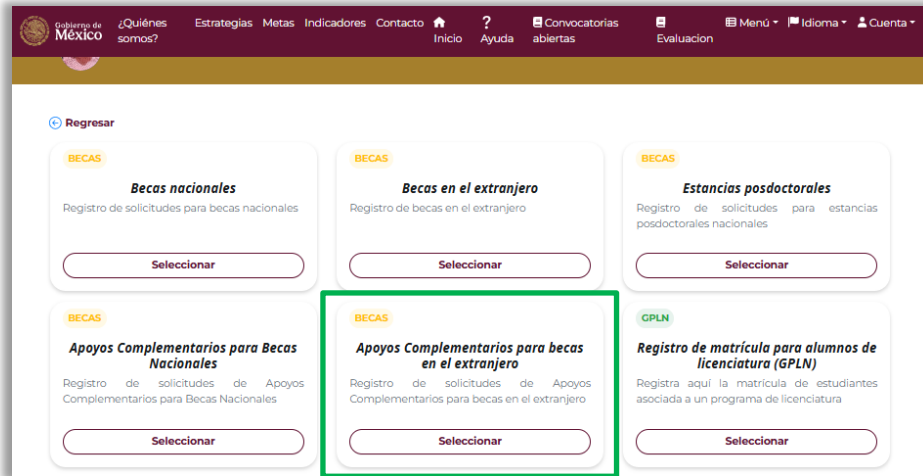 Gobierno de
México
¿Quiénes
somos?
Estrategias Metas Indicadores Contacto
Inicio
?
Ayuda
Convocatorias
abiertas
Evaluacion
Menú
Idioma
Cuenta
Regresar
BECAS
Becas nacionales
Registro de solicitudes para becas nacionales
Seleccionar
BECAS
Becas en el extranjero
Registro de becas en el extranjero
Seleccionar
BECAS
Estancias posdoctorales
Registro de solicitudes para estancias
posdoctorales nacionales
Seleccionar
BECAS
Apoyos Complementarios para Becas
Nacionales
Registro de solicitudes de Apoyos
Complementarios para Becas Nacionales
Seleccionar
BECAS
Apoyos Complementarios para becas
en el extranjero
Registro de solicitudes de Apoyos
Complementarios para becas en el extranjero
Seleccionar
GPLN
Registro de matrícula para alumnos de
licenciatura (GPLN)
Registra aquí la matrícula de estudiantes
asociada a un programa de licenciatura
Seleccionar